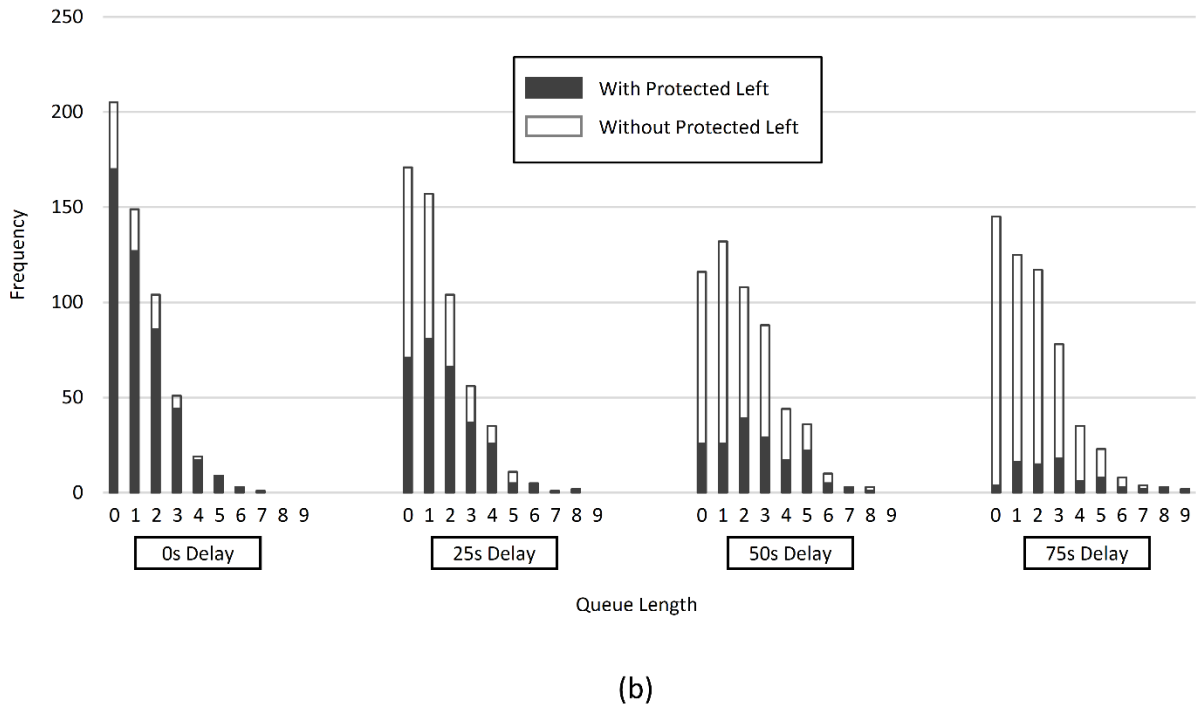 250
200
150
100
50
0
Frequency
With Protected Left
Without Protected Left
0 1 2 3 4 5 6 7 8 9 0 1 2 3 4 5 6 7 8 9 0 1 2 3 4 5 6 7 8 9 0 1 2 3 4 5 6 7 8 9
0s Delay 25s Delay 50s Delay 75s Delay
Queue Length
(b)